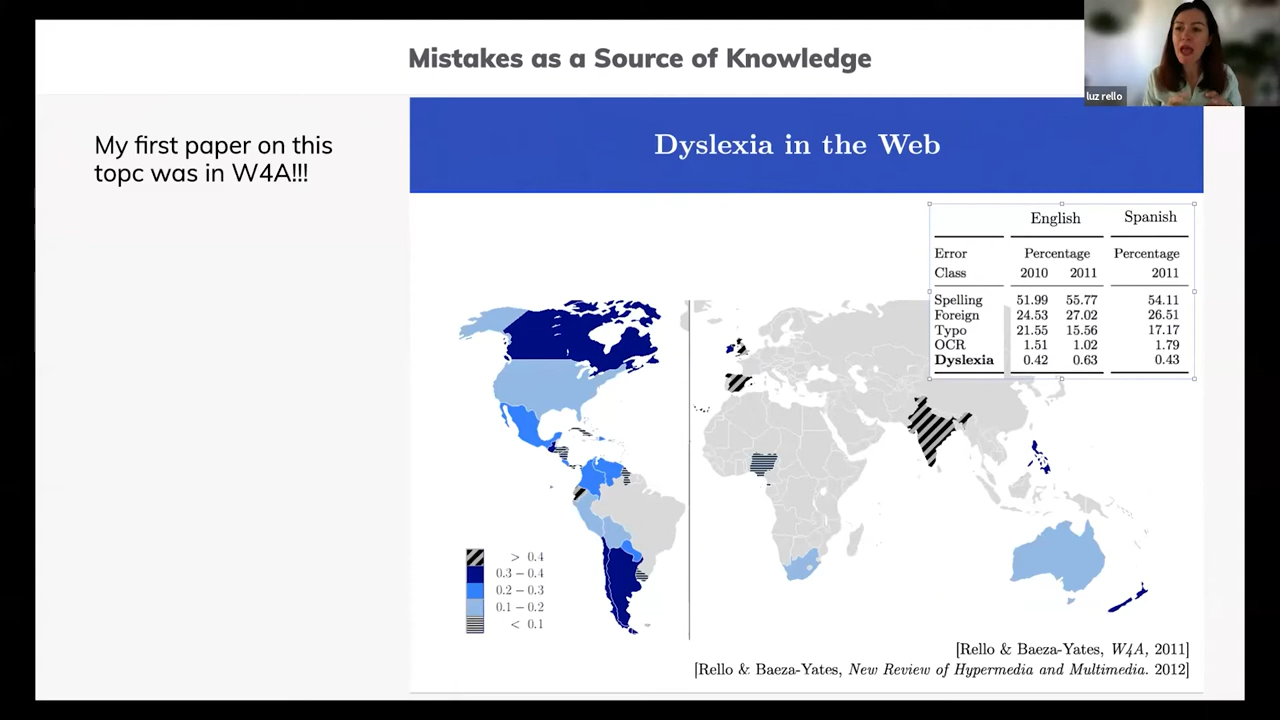 Mistakes as a Source of Knowledge
luz rello
My first paper on this
topc was in W4A!!!
Dyslexia in the Web
English Spanish
Error Percentage Percentage
Class 2010 2011 2011
Spelling 51.99 55.77 54.11
Foreign 24.53 27.02 26.51
Typo 21.55 15.56 17.17
OCR 1.51 1.02 1.79
Dyslexia 0.42 0.63 0.43
> 0.4
0.3 – 0.4
0.2 – 0.3
0.1 – 0.2
< 0.1
[Rello & Baeza-Yates, W4A, 2011]
[Rello & Baeza-Yates, New Review of Hypermedia and Multimedia. 2012]